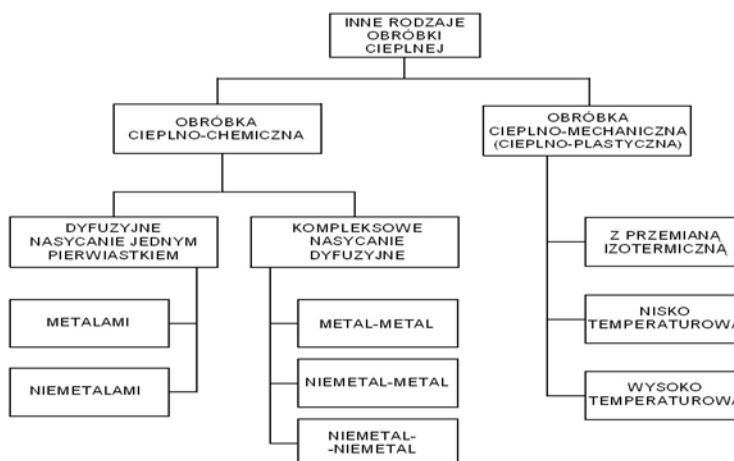 INNE RODZAJE
OBRÓBKI
CIEPLNEJ
OBRÓBKA
CIEPLNO-CHEMICZNA
OBRÓBKA
CIEPLNO-MECHANICZNA
(CIEPLNO-PLASTYCZNA)
DYFUZYJNE
NASYCANIE JEDNYM
PIERWIASTKIEM
KOMPLEKSOWE
NASYCANIE
DYFUZYJNE
Z PRZEMIANĄ
IZOTERMICZNĄ
METALAMI
METAL-METAL
NISKO
TEMPERATUROWA
NIEMETALAMI
NIEMETAL-METAL
WYSOKO
TEMPERATUROWA
NIEMETAL-
-NIEMETAL